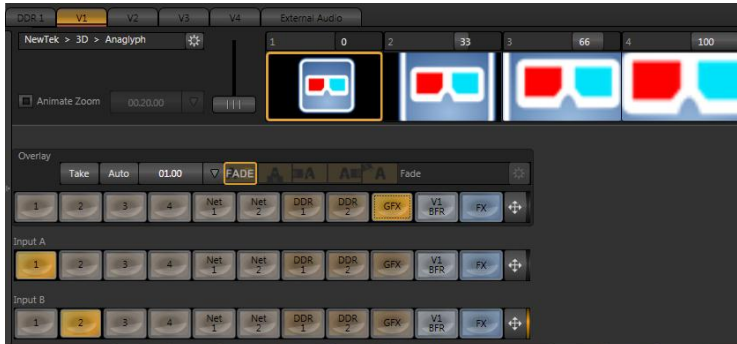 DDR 1 V1 V2 V3 V4 External Audio
NewTek > 3D > Anaglyph
1 0 2 33 3 66 4 100
Animate Zoom 00.20.00
Overlay
Take Auto 01.00 FADE Fade
1 2 3 4 Net 1 Net 2 DDR 1 DDR 2 GFX V1 BFR FX
Input A
1 2 3 4 Net 1 Net 2 DDR 1 DDR 2 GFX V1 BFR FX
Input B
1 2 3 4 Net 1 Net 2 DDR 1 DDR 2 GFX V1 BFR FX